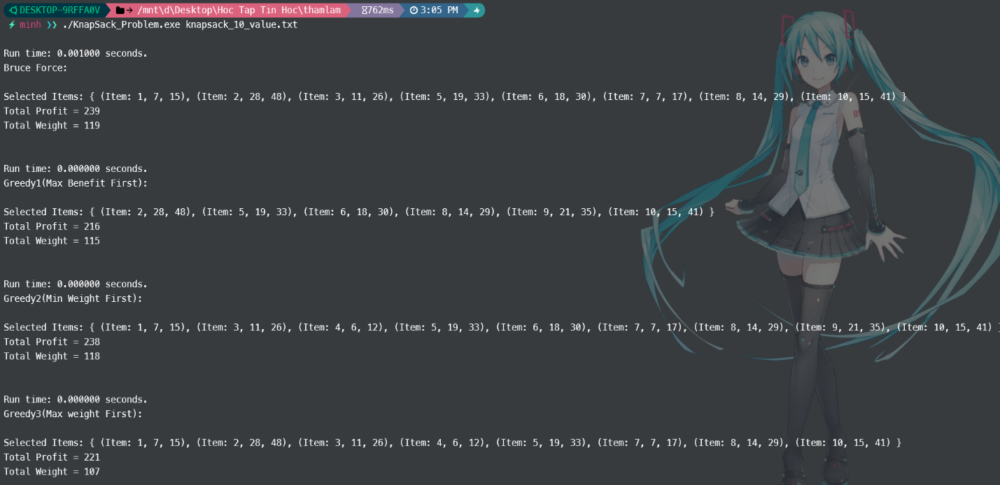 DESKTOP-9RFFA0V /mnt\d\Desktop\Hoc Tap Tin Hoc\thamlam 762ms 3:05 PM
minh ❯❯ ./KnapSack_Problem.exe knapsack_10_value.txt
Run time: 0.001000 seconds.
Bruce Force:
Selected Items: { (Item: 1, 7, 15), (Item: 2, 28, 48), (Item: 3, 11, 26), (Item: 5, 19, 33), (Item: 6, 18, 30), (Item: 7, 7, 17), (Item: 8, 14, 29), (Item: 10, 15, 41) }
Total Profit = 239
Total Weight = 119
Run time: 0.000000 seconds.
Greedy1(Max Benefit First):
Selected Items: { (Item: 2, 28, 48), (Item: 5, 19, 33), (Item: 6, 18, 30), (Item: 8, 14, 29), (Item: 9, 21, 35), (Item: 10, 15, 41) }
Total Profit = 216
Total Weight = 115
Run time: 0.000000 seconds.
Greedy2(Min Weight First):
Selected Items: { (Item: 1, 7, 15), (Item: 3, 11, 26), (Item: 4, 6, 12), (Item: 5, 19, 33), (Item: 6, 18, 30), (Item: 7, 7, 17), (Item: 8, 14, 29), (Item: 9, 21, 35), (Item: 10, 15, 41) }
Total Profit = 238
Total Weight = 118
Run time: 0.000000 seconds.
Greedy3(Max weight First):
Selected Items: { (Item: 1, 7, 15), (Item: 2, 28, 48), (Item: 3, 11, 26), (Item: 4, 6, 12), (Item: 5, 19, 33), (Item: 7, 7, 17), (Item: 8, 14, 29), (Item: 10, 15, 41) }
Total Profit = 221
Total Weight = 107